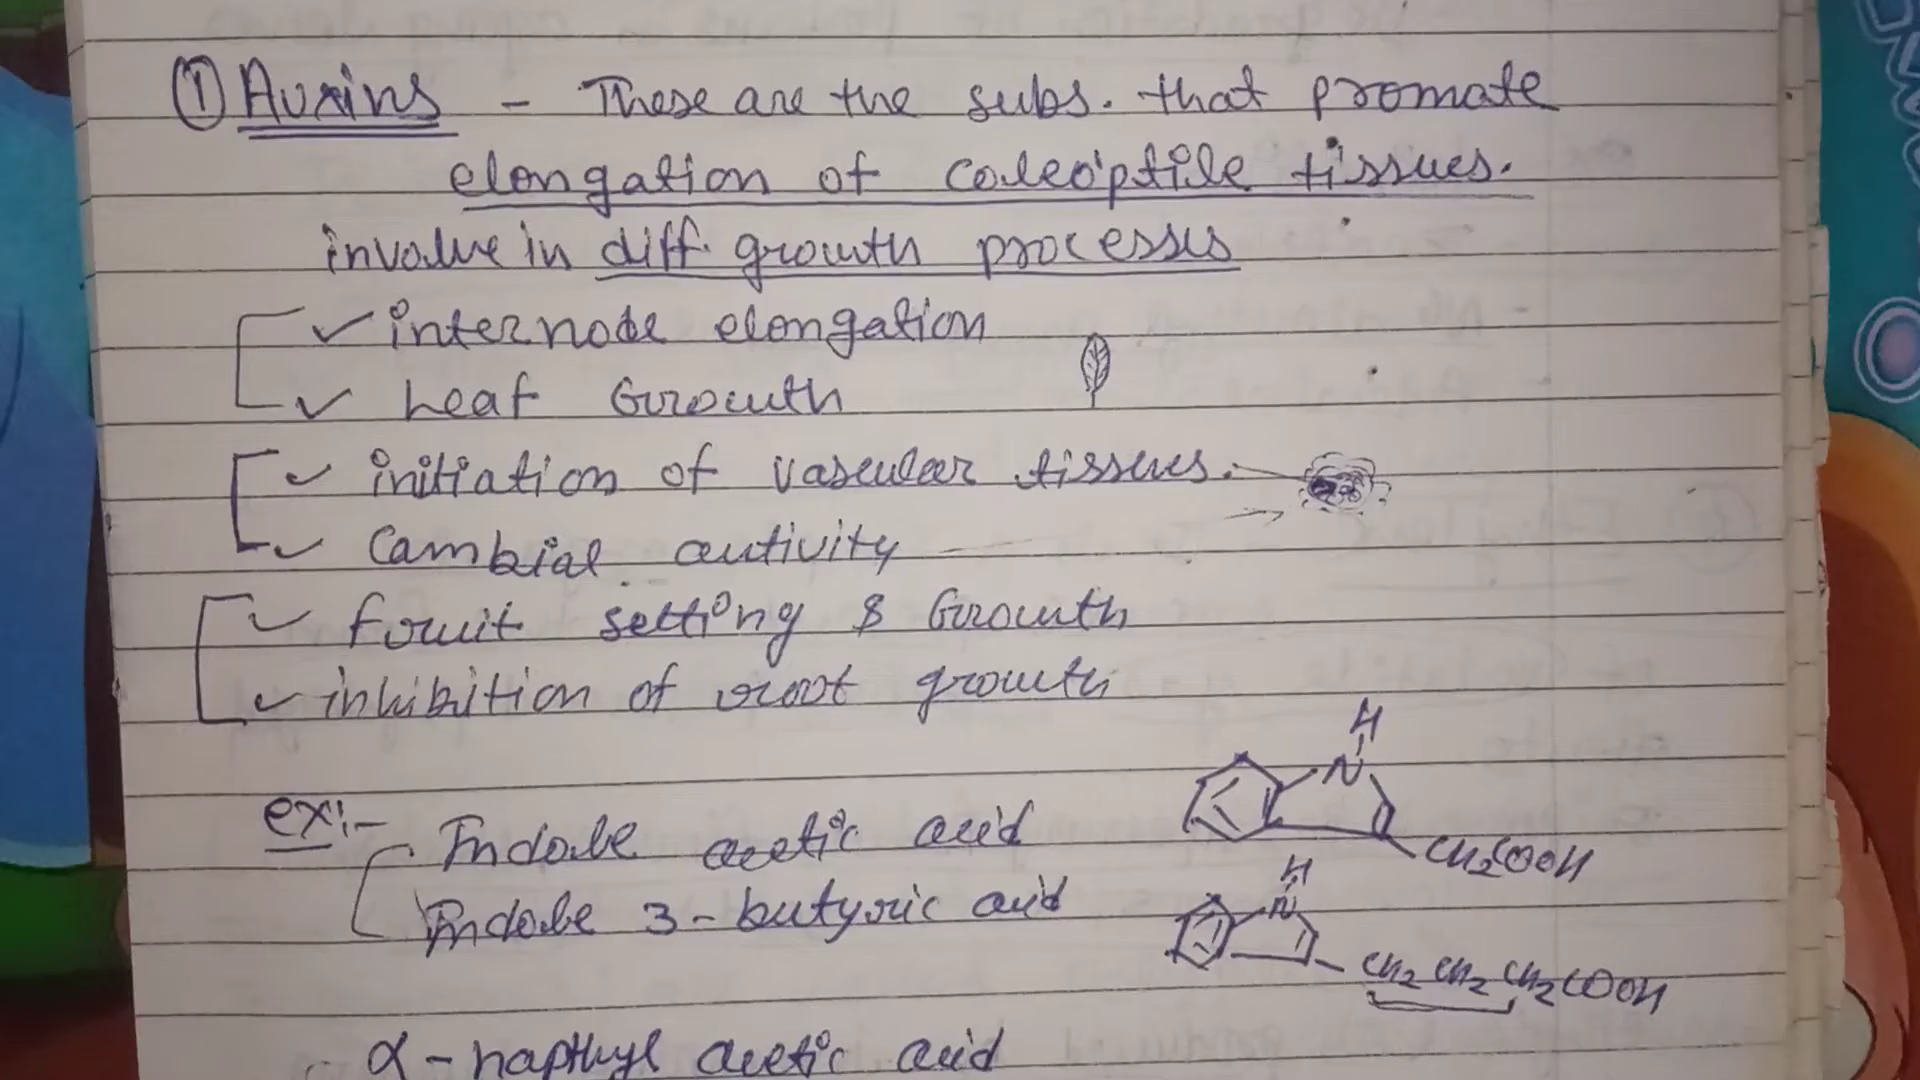 ① Auxins - These are the subs. that promate
elongation of coleoptile tissues.
involve in diff. growth processes
✓ internode elongation
✓ Leaf Growth
✓ initiation of vascular tissues.
✓ Cambial activity
✓ fruit setting & Growth
✓ inhibition of root growth
H
N
ex:- Indole acetic acid
CH₂COOH
H
N
Indole 3-butyric acid
CH₂ CH₂ CH₂COOH
α-napthyl acetic acid